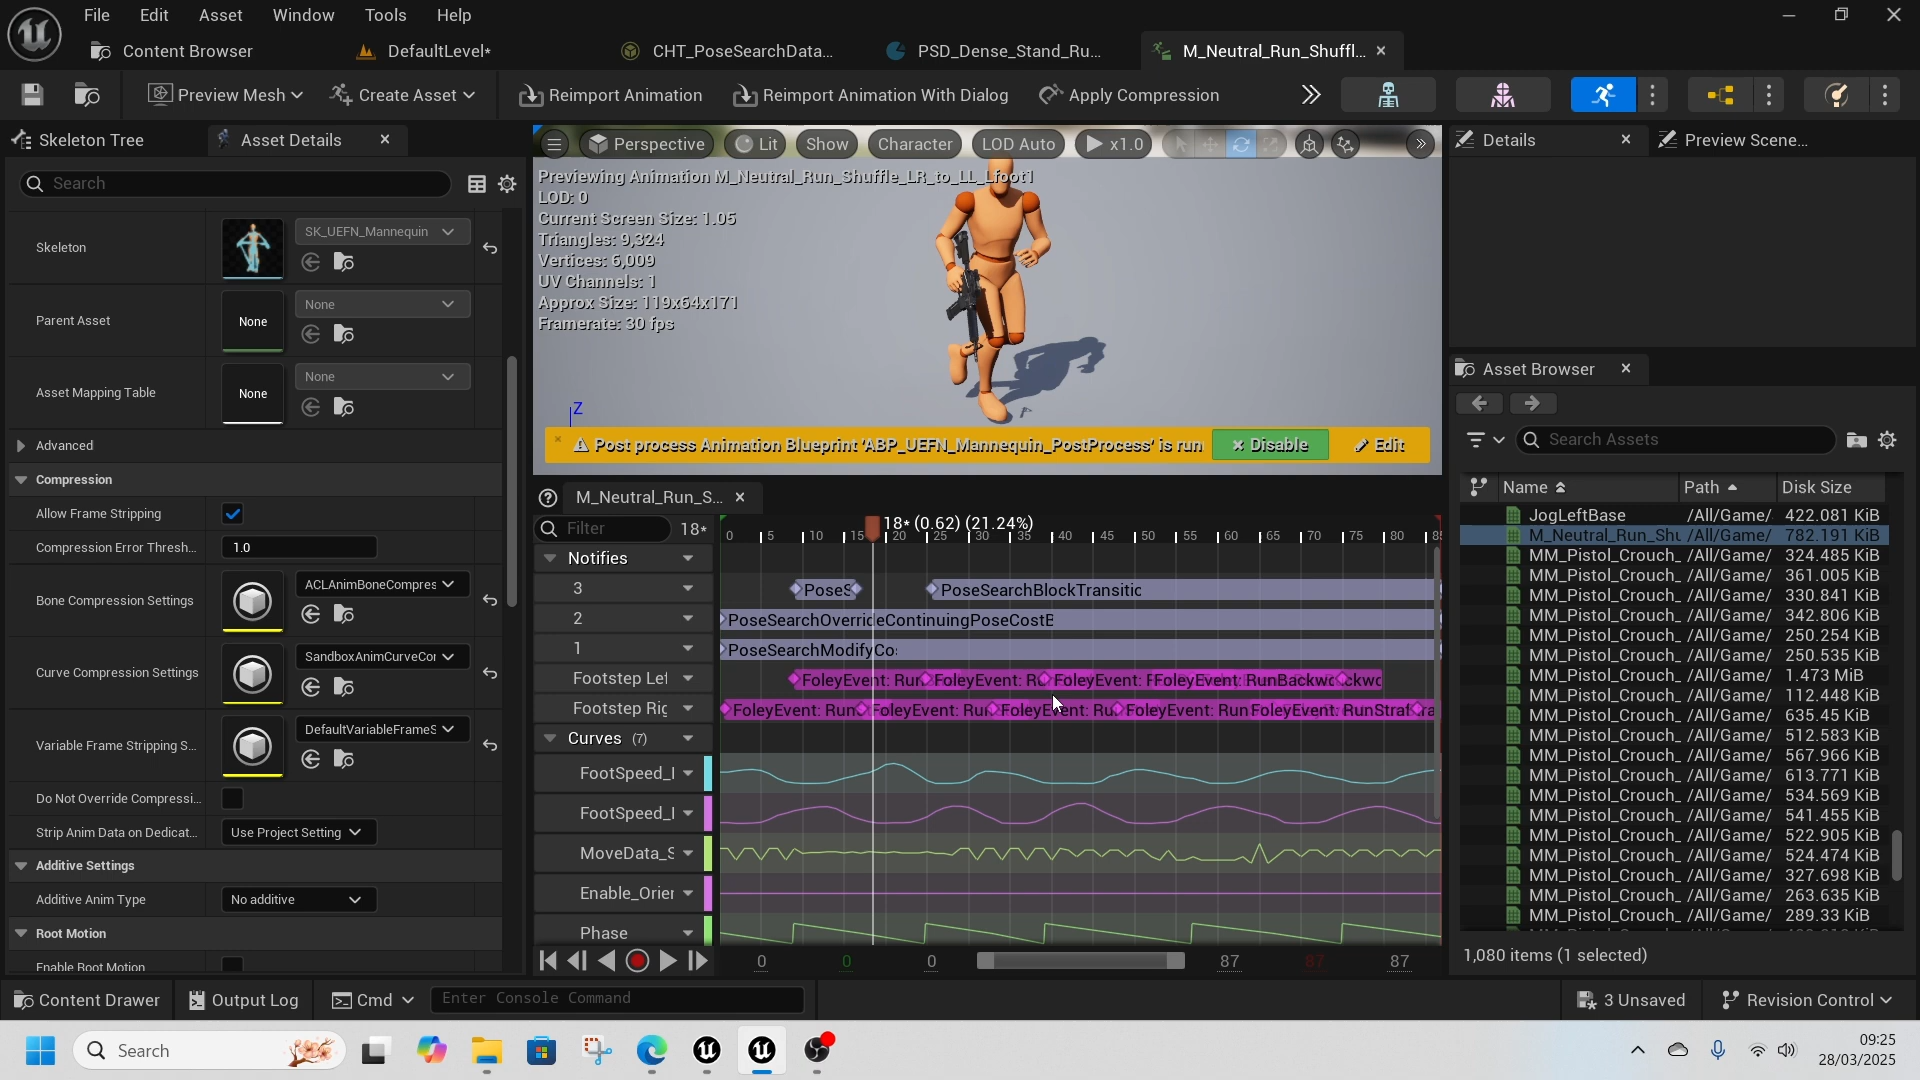 File Edit Asset Window Tools Help
Content Browser DefaultLevel* CHT_PoseSearchData... PSD_Dense_Stand_Ru... M_Neutral_Run_Shuffl...
Preview Mesh Create Asset Reimport Animation Reimport Animation With Dialog Apply Compression
Skeleton Tree Asset Details
Search
Skeleton SK_UEFN_Mannequin
Parent Asset None None
Asset Mapping Table None None
Advanced
Compression
Allow Frame Stripping
Compression Error Thresh... 1.0
Bone Compression Settings ACLAnimBoneCompres
Curve Compression Settings SandboxAnimCurveCor
Variable Frame Stripping S... DefaultVariableFrameS
Do Not Override Compressi...
Strip Anim Data on Dedicat... Use Project Setting
Additive Settings
Additive Anim Type No additive
Root Motion
Enable Root Motion
Perspective Lit Show Character LOD Auto x1.0
Previewing Animation M_Neutral_Run_Shuffle_LR_to_LL_Lfoot1
LOD: 0
Current Screen Size: 1.05
Triangles: 9,324
Vertices: 6,009
UV Channels: 1
Approx Size: 119x64x171
Framerate: 30 fps
Z
Post process Animation Blueprint 'ABP_UEFN_Mannequin_PostProcess' is run Disable Edit
M_Neutral_Run_S...
Filter 18* 18* (0.62) (21.24%)
0 5 10 15 20 25 30 35 40 45 50 55 60 65 70 75 80
Notifies
3 PoseS PoseSearchBlockTransitic
2 PoseSearchOverrideContinuingPoseCostB
1 PoseSearchModifyCo
Footstep Lef FoleyEvent: Run FoleyEvent: Ru FoleyEvent: FoleyEvent: RunBackwa
Footstep Rig FoleyEvent: Run FoleyEvent: Run FoleyEvent: Ru FoleyEvent: Run FoleyEvent: RunStraf
Curves (7)
FootSpeed_l
FootSpeed_l
MoveData_S
Enable_Orier
Phase
0 0 0 87 87 87
Details Preview Scene...
Asset Browser
Search Assets
Name Path Disk Size
JogLeftBase /All/Game/ 422.081 KiB
M_Neutral_Run_Shu /All/Game/ 782.191 KiB
MM_Pistol_Crouch_ /All/Game/ 324.485 KiB
MM_Pistol_Crouch_ /All/Game/ 361.005 KiB
MM_Pistol_Crouch_ /All/Game/ 330.841 KiB
MM_Pistol_Crouch_ /All/Game/ 342.806 KiB
MM_Pistol_Crouch_ /All/Game/ 250.254 KiB
MM_Pistol_Crouch_ /All/Game/ 250.535 KiB
MM_Pistol_Crouch_ /All/Game/ 1.473 MiB
MM_Pistol_Crouch_ /All/Game/ 112.448 KiB
MM_Pistol_Crouch_ /All/Game/ 635.45 KiB
MM_Pistol_Crouch_ /All/Game/ 512.583 KiB
MM_Pistol_Crouch_ /All/Game/ 567.966 KiB
MM_Pistol_Crouch_ /All/Game/ 613.771 KiB
MM_Pistol_Crouch_ /All/Game/ 534.569 KiB
MM_Pistol_Crouch_ /All/Game/ 541.455 KiB
MM_Pistol_Crouch_ /All/Game/ 522.905 KiB
MM_Pistol_Crouch_ /All/Game/ 524.474 KiB
MM_Pistol_Crouch_ /All/Game/ 327.698 KiB
MM_Pistol_Crouch_ /All/Game/ 263.635 KiB
MM_Pistol_Crouch_ /All/Game/ 289.33 KiB
1,080 items (1 selected)
Content Drawer Output Log Cmd Enter Console Command 3 Unsaved Revision Control
Search
09:25
28/03/2025